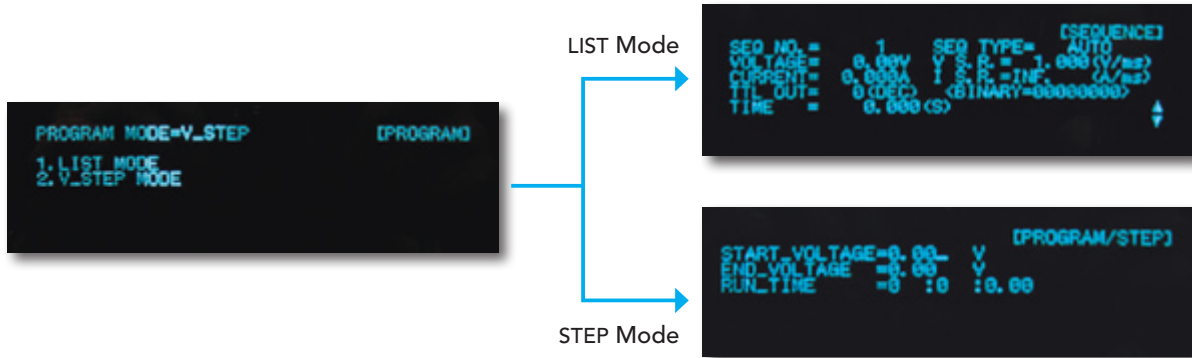 PROGRAM MODE=V_STEP [PROGRAM]
1.LIST MODE
2.V_STEP MODE
LIST Mode
[SEQUENCE]
SEQ NO.= 1 SEQ TYPE= AUTO
VOLTAGE= 0.00V V S.R.= 1.000(V/ms)
CURRENT= 0.000A I S.R.=INF. (A/ms)
TTL OUT= 0(DEC) (BINARY=00000000)
TIME = 0.000(S)
STEP Mode
[PROGRAM/STEP]
START_VOLTAGE=0.00_ V
END_VOLTAGE =0.00 V
RUN_TIME =0 :0 :0.00